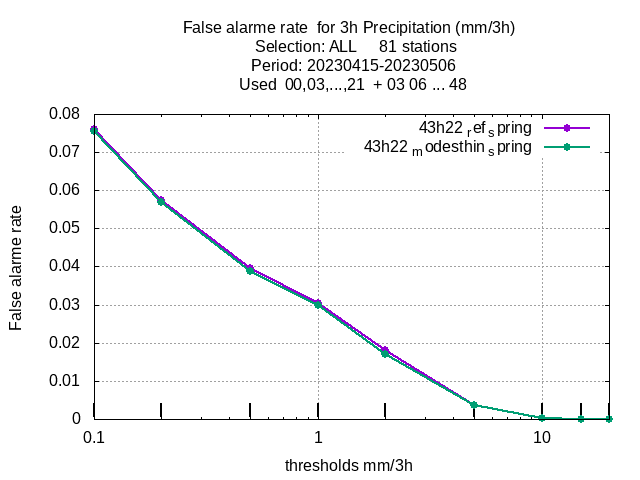 False alarme rate  for 3h Precipitation (mm/3h)
Selection: ALL     81 stations
Period: 20230415-20230506
Used  00,03,...,21  + 03 06 ... 48
0.08
43h22 ref spring
0.07
43h22 modesthin spring
0.06
0.05
0.04
0.03
0.02
0.01
0
False alarme rate
0.1 1 10
thresholds mm/3h